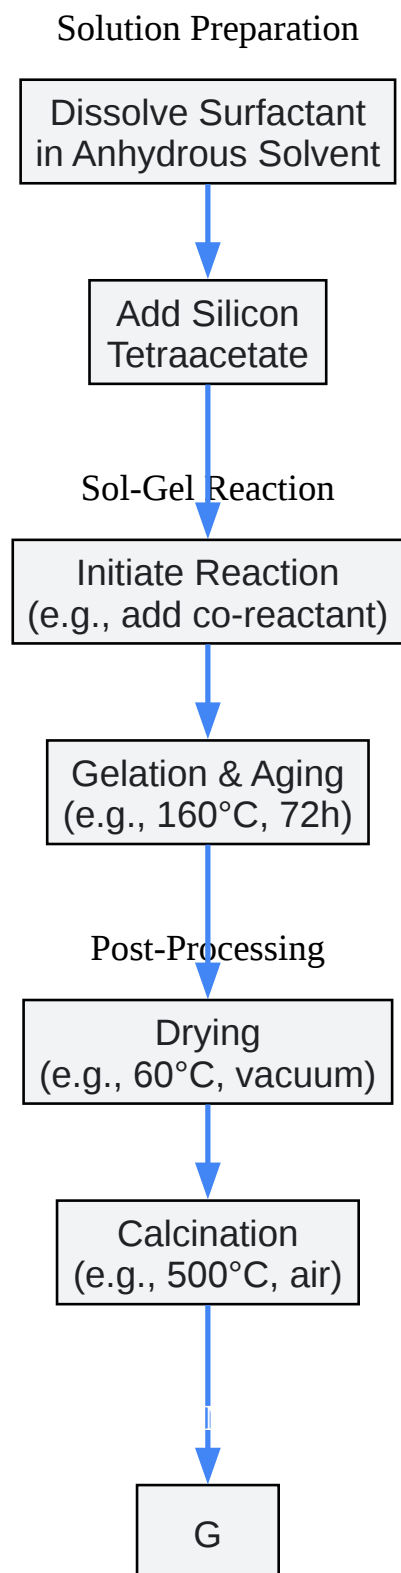 Solution Preparation
Dissolve Surfactant
in Anhydrous Solvent
Add Silicon
Tetraacetate
Sol-Gel Reaction
Initiate Reaction
(e.g., add co-reactant)
Gelation & Aging
(e.g., 160°C, 72h)
Post-Processing
Drying
(e.g., 60°C, vacuum)
Calcination
(e.g., 500°C, air)
G